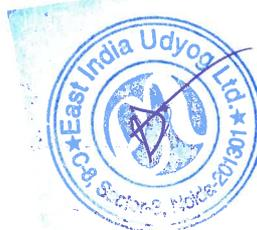 ★East India Udyog Ltd.★
C-8, Sector-8, Noida-201301